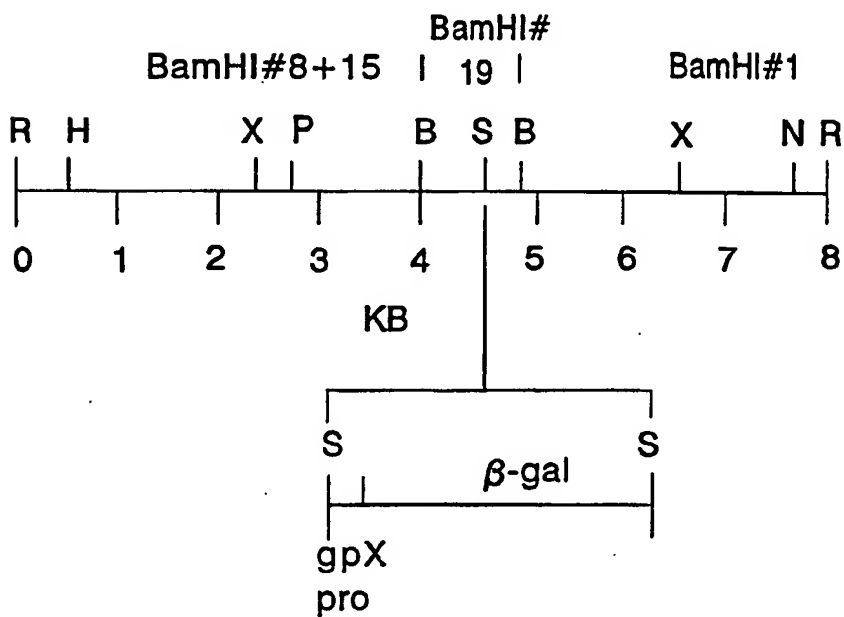 BamHI#
BamHI#8+15 19 BamHI#1
R H X P B S B X N R
0 1 2 3 4 5 6 7 8
KB
S S
β-gal
gpX
pro